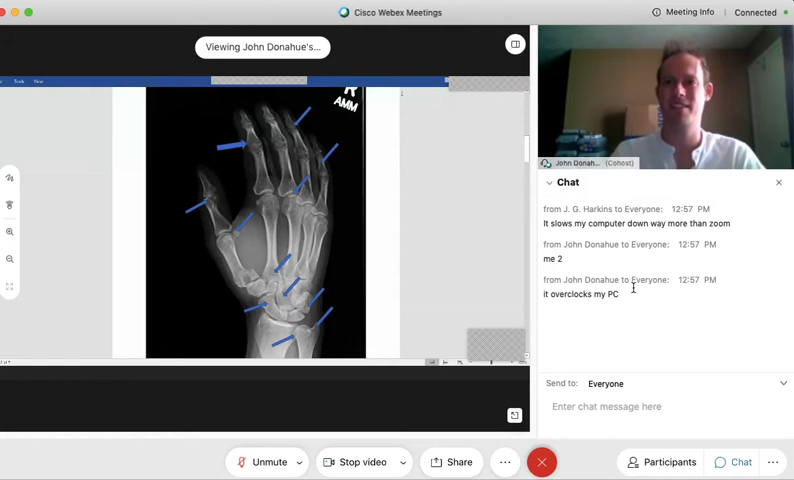 Cisco Webex Meetings
Meeting Info
Connected
Viewing John Donahue's...
Tools
View
R
AMM
John Donah... (Cohost)
Chat
from J. G. Harkins to Everyone: 12:57 PM
It slows my computer down way more than zoom
from John Donahue to Everyone: 12:57 PM
me 2
from John Donahue to Everyone: 12:57 PM
it overclocks my PC
Send to: Everyone
Enter chat message here
Unmute
Stop video
Share
Participants
Chat